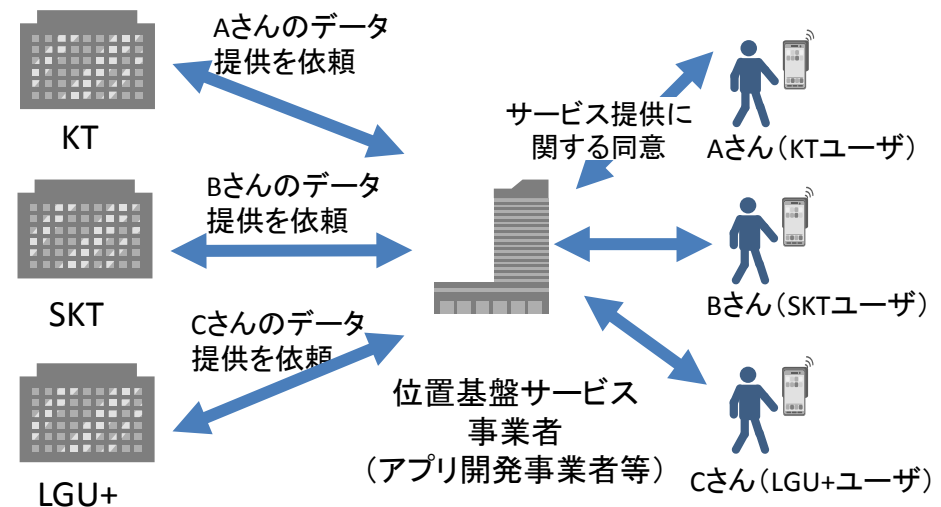 Aさんのデータ
提供を依頼
KT
Bさんのデータ
提供を依頼
SKT
Cさんのデータ
提供を依頼
LGU+
位置基盤サービス
事業者
（アプリ開発事業者等）
サービス提供に
関する同意
Aさん（KTユーザ）
Bさん（SKTユーザ）
Cさん（LGU+ユーザ）